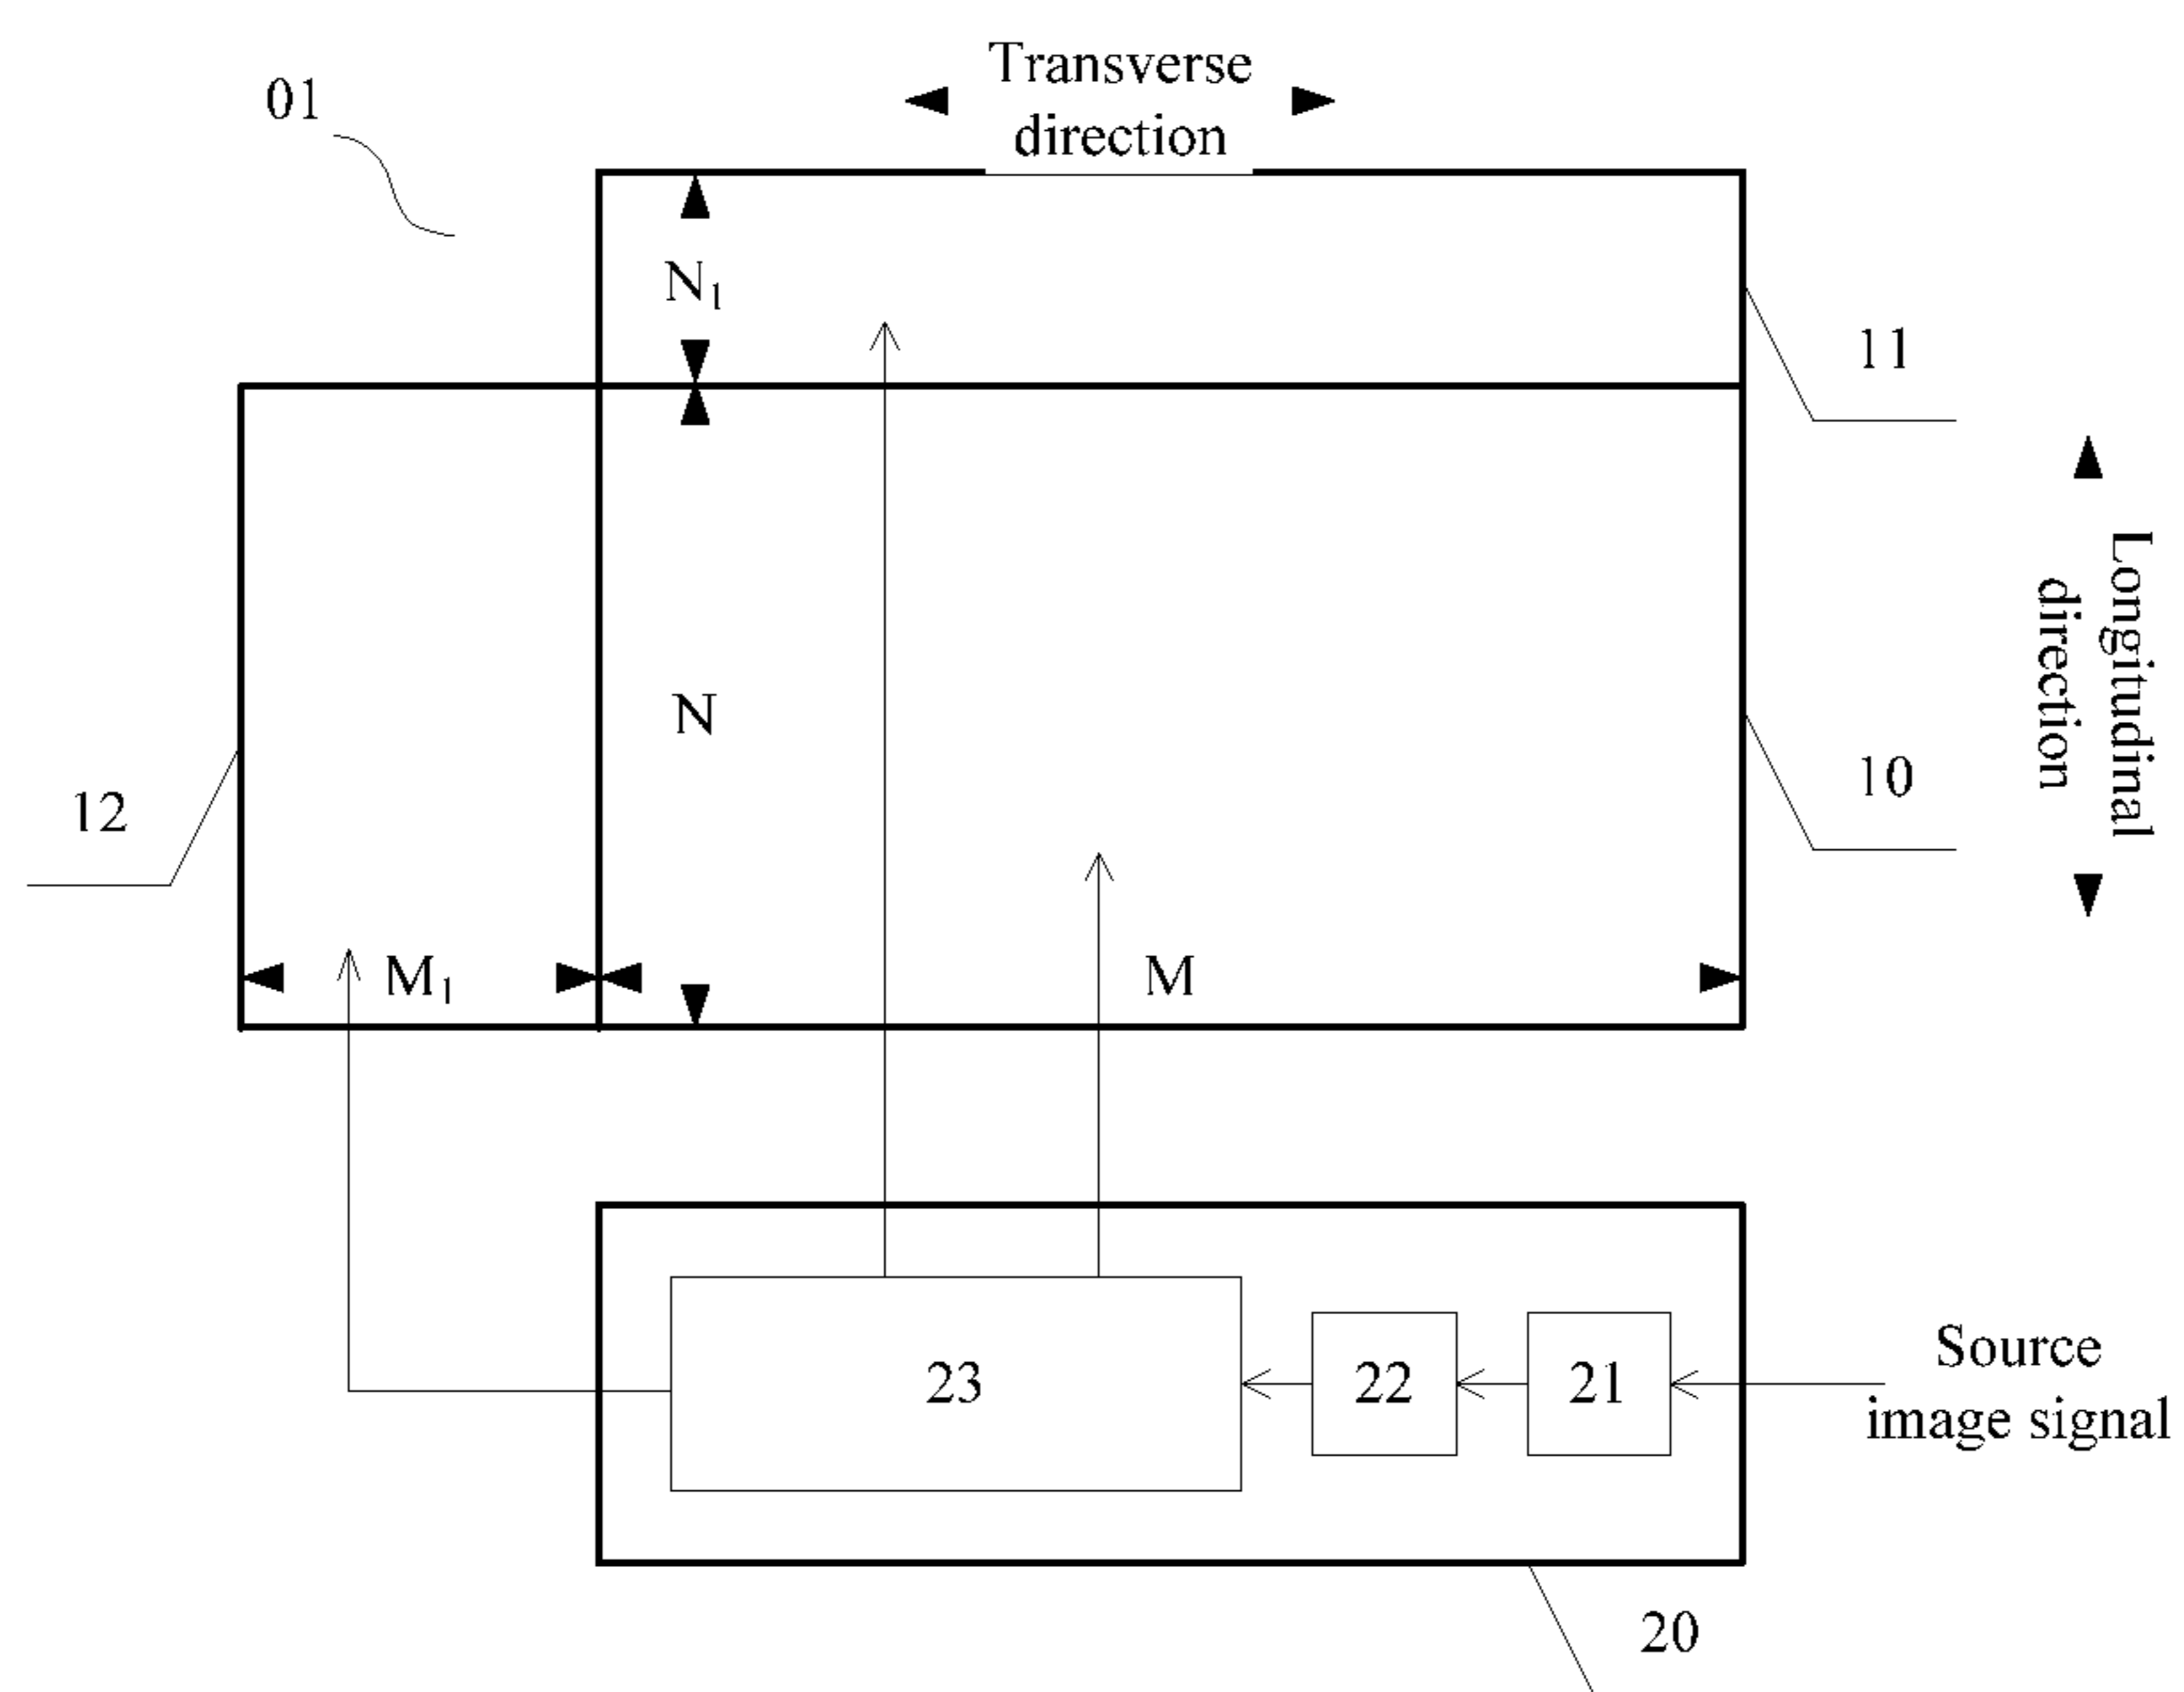 Transverse
direction
01
N1
11
Longitudinal
direction
N
10
12
M1
M
23
22
21
Source
image signal
20